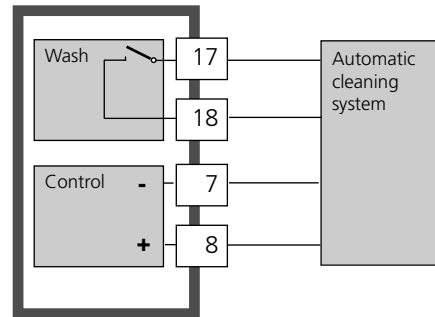 Wash
17
18
Control
-
7
+
8
Automatic
cleaning
system